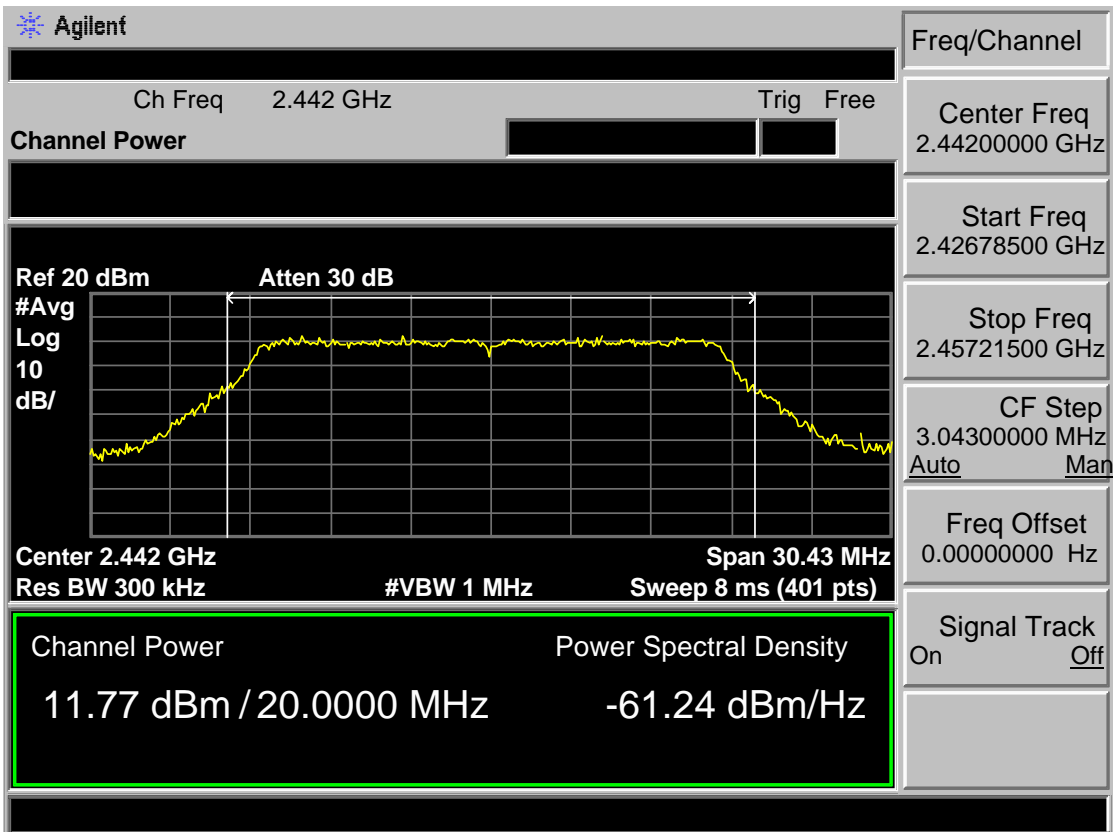 Agilent
Freq/Channel
Ch Freq 2.442 GHz Trig Free
Channel Power
Center Freq
2.44200000 GHz
Start Freq
2.42678500 GHz
Stop Freq
2.45721500 GHz
CF Step
3.04300000 MHz
Auto Man
Freq Offset
0.00000000 Hz
Signal Track
On Off
Ref 20 dBm Atten 30 dB
#Avg
Log
10
dB/
Center 2.442 GHz Span 30.43 MHz
Res BW 300 kHz #VBW 1 MHz Sweep 8 ms (401 pts)
Channel Power Power Spectral Density
11.77 dBm / 20.0000 MHz -61.24 dBm/Hz